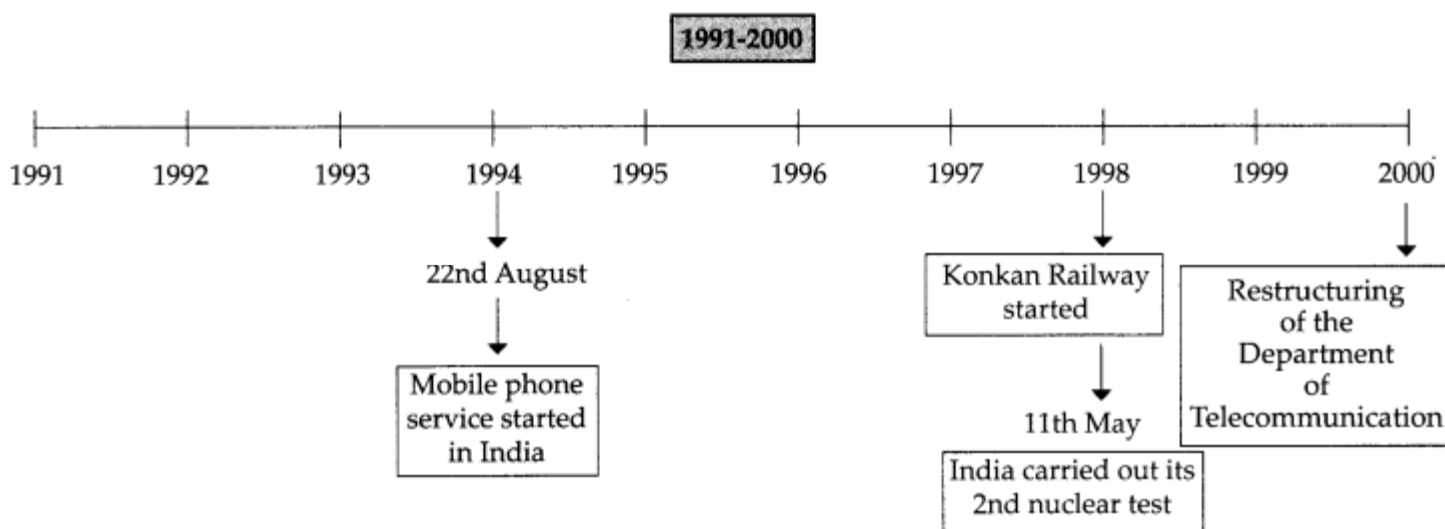 1991-2000
1991 1992 1993 1994 1995 1996 1997 1998 1999 2000
22nd August
Mobile phone
service started
in India
Konkan Railway
started
11th May
India carried out its
2nd nuclear test
Restructuring
of the
Department
of
Telecommunication